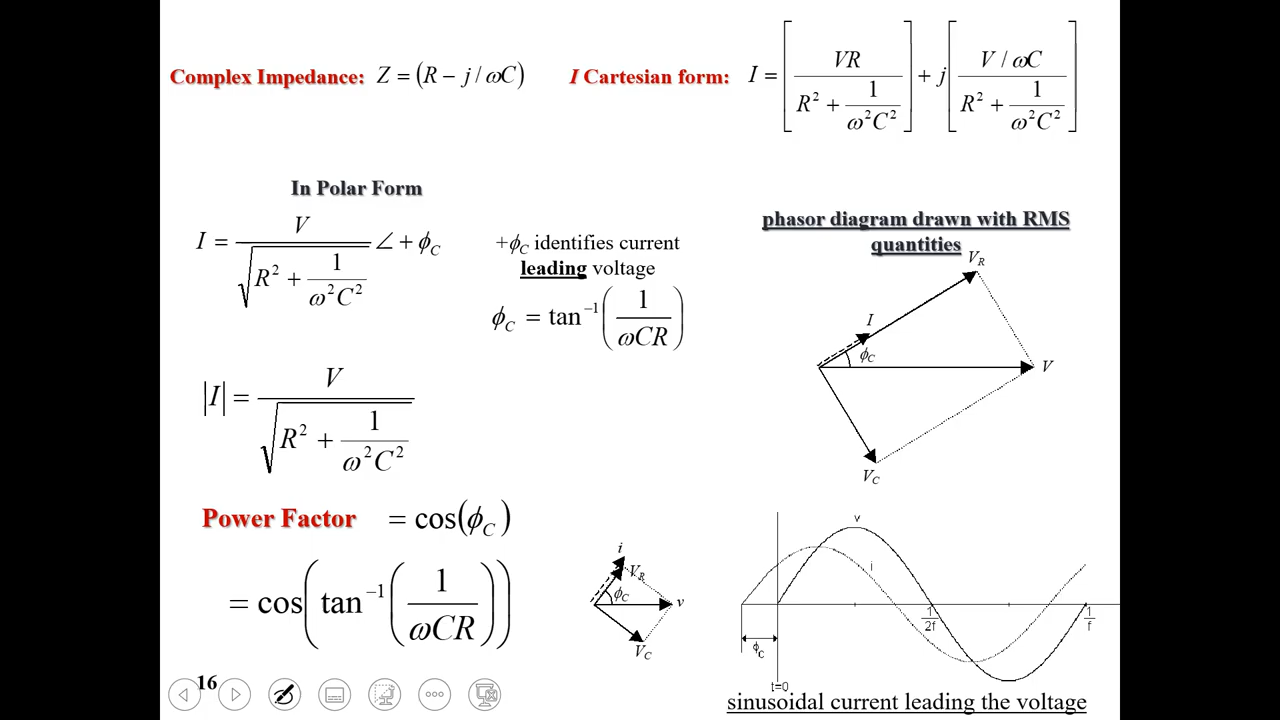 Complex Impedance: Z = (R − j / ωC)
I Cartesian form: I = [VR / (R² + 1/ω²C²)] + j[(V / ωC) / (R² + 1/ω²C²)]
In Polar Form
I = V / √(R² + 1/ω²C²) ∠ + ϕC
+ϕC identifies current
leading voltage
ϕC = tan⁻¹(1/ωCR)
|I| = V / √(R² + 1/ω²C²)
Power Factor = cos(ϕC)
= cos(tan⁻¹(1/ωCR))
phasor diagram drawn with RMS
quantities
VR
I
ϕC
V
VC
i
VR
ϕC
v
VC
v
i
1/2f
1/f
ϕC
t=0
sinusoidal current leading the voltage
16